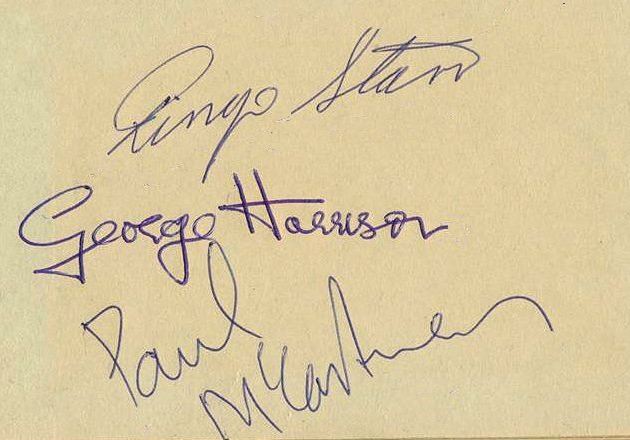 Ringo Starr
George Harrison
Paul
McCartney